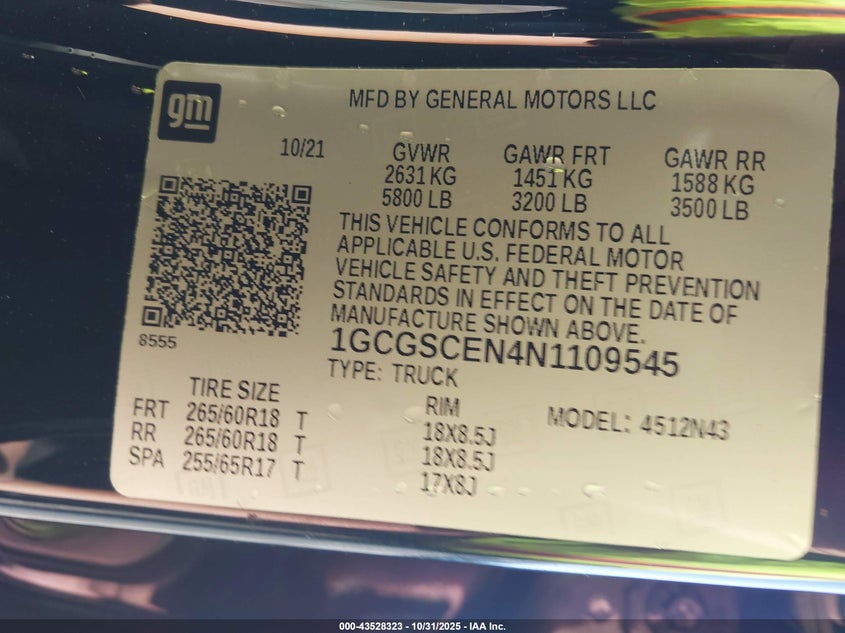 gm
MFD BY GENERAL MOTORS LLC
10/21
GVWR GAWR FRT GAWR RR
2631 KG 1451 KG 1588 KG
5800 LB 3200 LB 3500 LB
THIS VEHICLE CONFORMS TO ALL
APPLICABLE U.S. FEDERAL MOTOR
VEHICLE SAFETY AND THEFT PREVENTION
STANDARDS IN EFFECT ON THE DATE OF
MANUFACTURE SHOWN ABOVE.
8555
1GCGSCEN4N1109545
TYPE: TRUCK
TIRE SIZE RIM MODEL: 4512N43
FRT 265/60R18 T 18X8.5J
RR 265/60R18 T 18X8.5J
SPA 255/65R17 T 17X8J
000-43528323 - 10/31/2025 - IAA Inc.